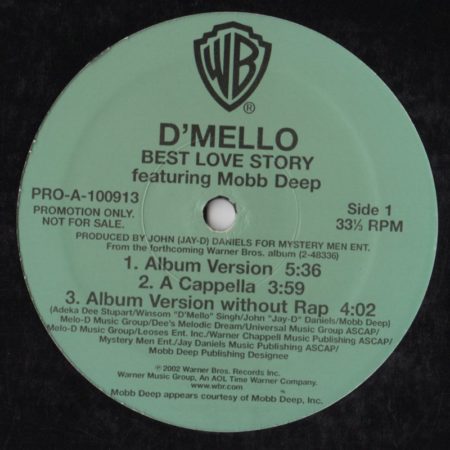 WB
®
D'MELLO
BEST LOVE STORY
featuring Mobb Deep
PRO-A-100913
PROMOTION ONLY.
NOT FOR SALE.
Side 1
33⅓ RPM
PRODUCED BY JOHN (JAY-D) DANIELS FOR MYSTERY MEN ENT.
From the forthcoming Warner Bros. album (2-48336)
1. Album Version 5:36
2. A Cappella 3:59
3. Album Version without Rap 4:02
(Adeka Dee Stupart/Winsom "D'Mello" Singh/John "Jay-D" Daniels/Mobb Deep)
Melo-D Music Group/Dee's Melodic Dream/Universal Music Group ASCAP/
Melo-D Music Group/Leoses Ent. Inc./Warner Chappell Music Publishing ASCAP/
Mystery Men Ent./Jay Daniels Music Publishing ASCAP/
Mobb Deep Publishing Designee
℗ 2002 Warner Bros. Records Inc.
Warner Music Group, An AOL Time Warner Company.
www.wbr.com
Mobb Deep appears courtesy of Mobb Deep, Inc.